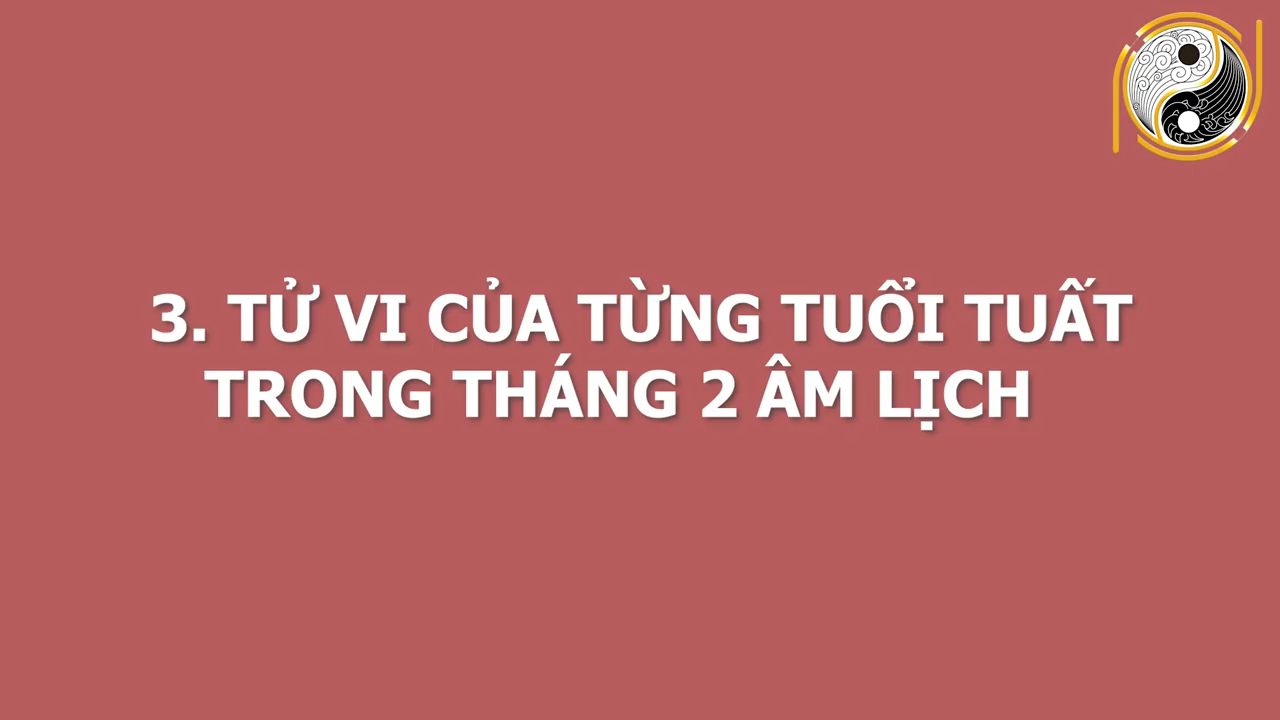 3. TỬ VI CỦA TỪNG TUỔI TUẤT
TRONG THÁNG 2 ÂM LỊCH